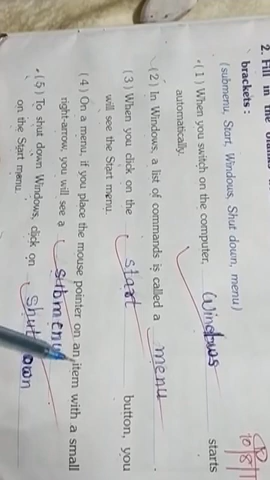 2. Fill in the
brackets :
(submenu, Start, Windows, Shut down, menu)
(1) When you switch on the computer, Windows starts
automatically.
(2) In Windows, a list of commands is called a menu.
(3) When you click on the start button, you
will see the Start menu.
(4) On a menu, if you place the mouse pointer on an item with a small
right-arrow, you will see a submenu
(5) To shut down Windows, click on Shut down
on the Start menu.